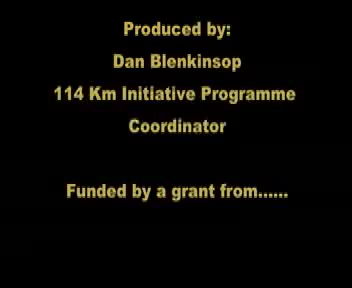 Produced by:
Dan Blenkinsop
114 Km Initiative Programme
Coordinator
Funded by a grant from......